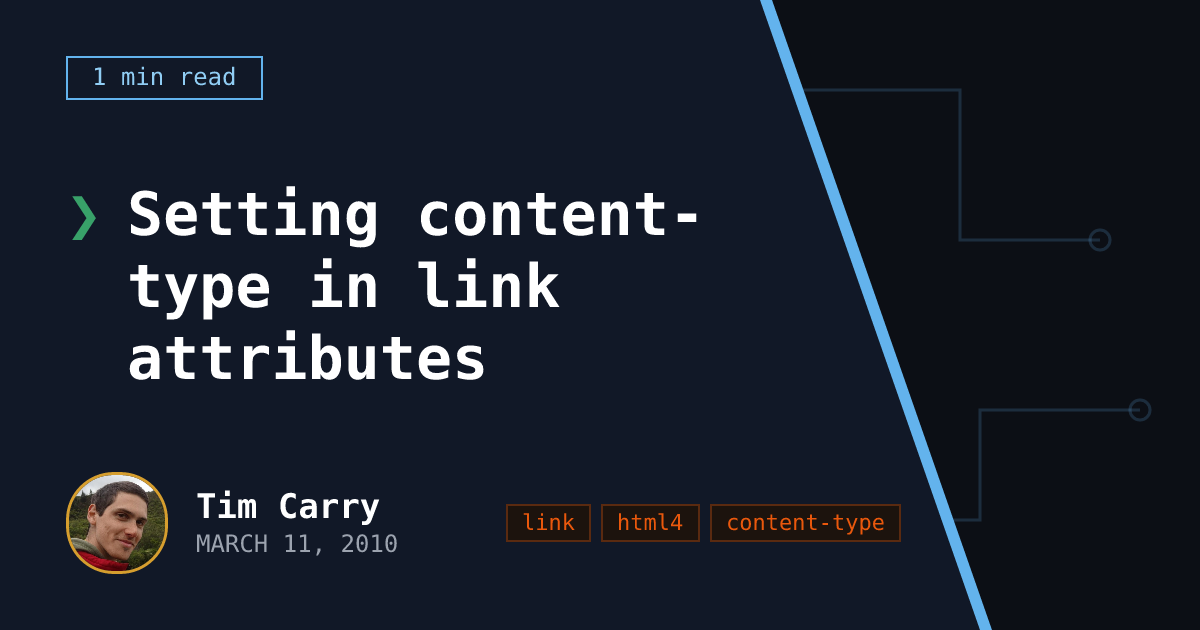 1 min read
❯ Setting content-
type in link
attributes
Tim Carry
MARCH 11, 2010
link html4 content-type